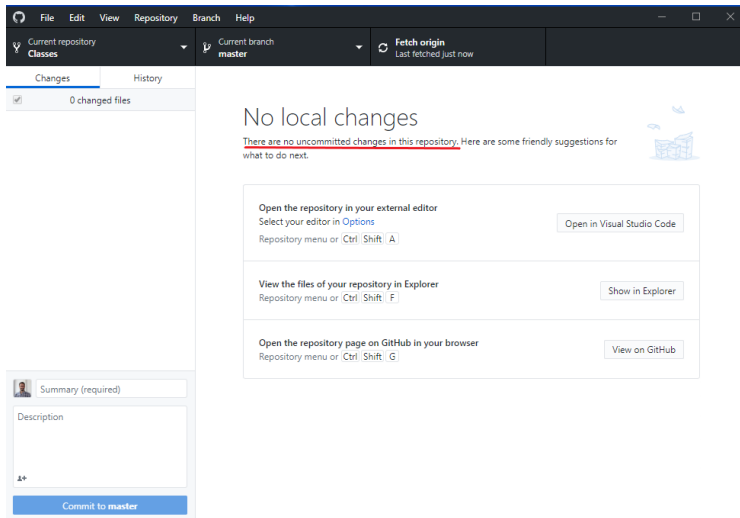 File Edit View Repository Branch Help
Current repository
Classes
Current branch
master
Fetch origin
Last fetched just now
Changes History
0 changed files
No local changes
There are no uncommitted changes in this repository. Here are some friendly suggestions for
what to do next.
Open the repository in your external editor
Select your editor in Options
Repository menu or Ctrl Shift A
Open in Visual Studio Code
View the files of your repository in Explorer
Repository menu or Ctrl Shift F
Show in Explorer
Open the repository page on GitHub in your browser
Repository menu or Ctrl Shift G
View on GitHub
Summary (required)
Description
Commit to master